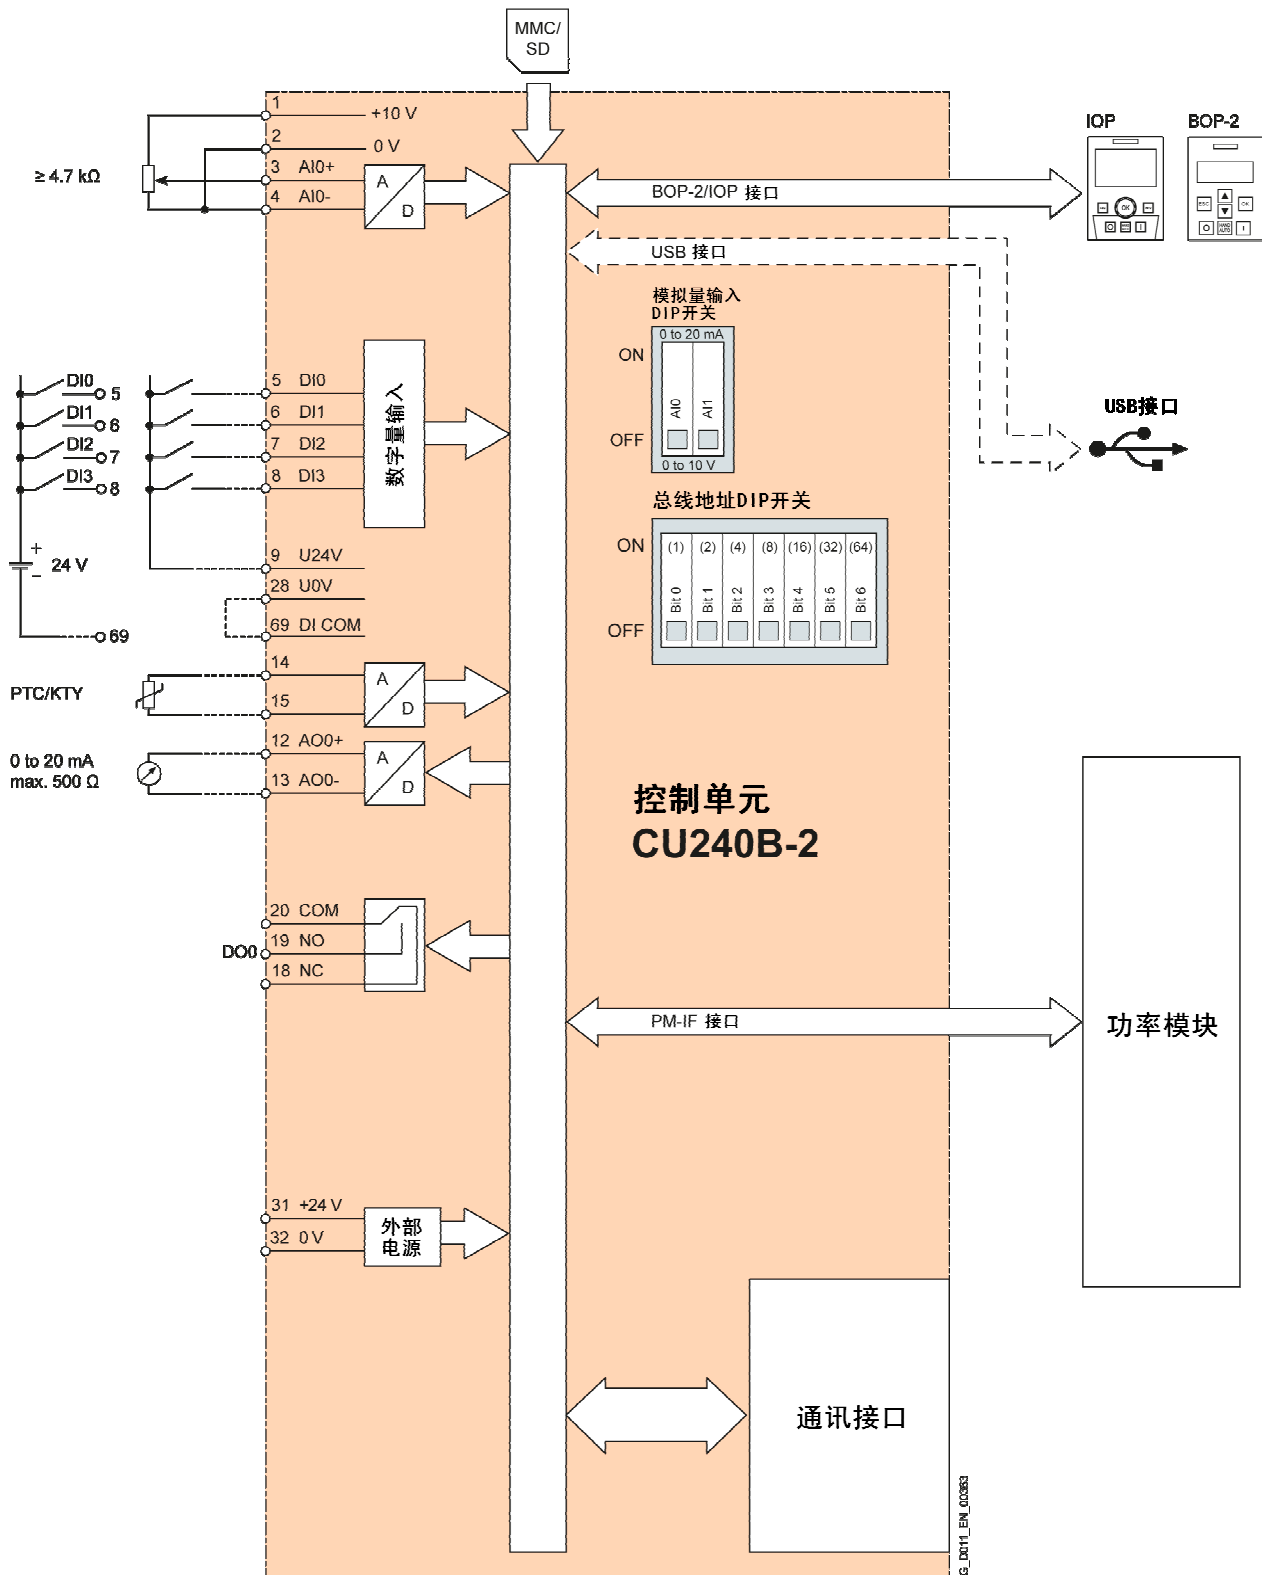 MMC/
SD
1
+10 V
2
0 V
3 AI0+
4 AI0-
≥ 4.7 kΩ
A
D
BOP-2/IOP 接口
IOP
BOP-2
OK
ESC
OK
HAND
AUTO
USB 接口
USB接口
模拟量输入
DIP开关
0 to 20 mA
ON
AI0
AI1
OFF
0 to 10 V
DI0
5
DI1
6
DI2
7
DI3
8
5 DI0
6 DI1
7 DI2
8 DI3
数字量输入
总线地址DIP开关
ON
(1) (2) (4) (8) (16) (32) (64)
Bit 0 Bit 1 Bit 2 Bit 3 Bit 4 Bit 5 Bit 6
OFF
+
24 V
−
69
9 U24V
28 U0V
69 DI COM
PTC/KTY
14
15
A
D
0 to 20 mA
max. 500 Ω
12 AO0+
13 AO0-
A
D
控制单元
CU240B-2
DO0
20 COM
19 NO
18 NC
PM-IF 接口
功率模块
31 +24 V
32 0 V
外部
电源
通讯接口
G_D011_EN_00363